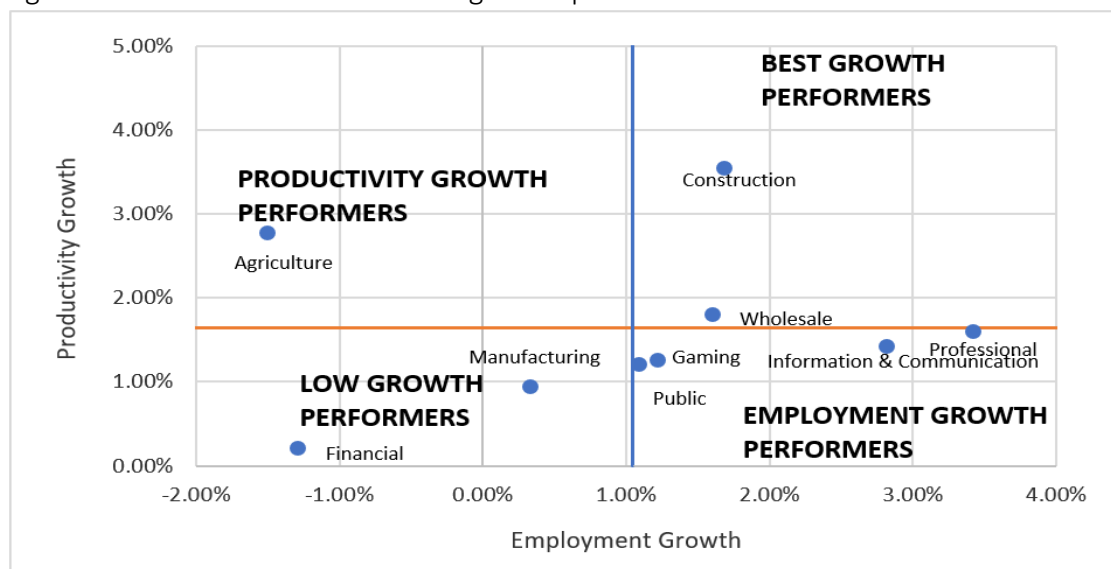 5.00%
BEST GROWTH
PERFORMERS
4.00%
Construction
PRODUCTIVITY GROWTH
PERFORMERS
3.00%
Agriculture
2.00%
Wholesale
Professional
Manufacturing
Gaming
Information & Communication
1.00%
LOW GROWTH
PERFORMERS
Public
EMPLOYMENT GROWTH
PERFORMERS
Financial
0.00%
-2.00% -1.00% 0.00% 1.00% 2.00% 3.00% 4.00%
Productivity Growth
Employment Growth